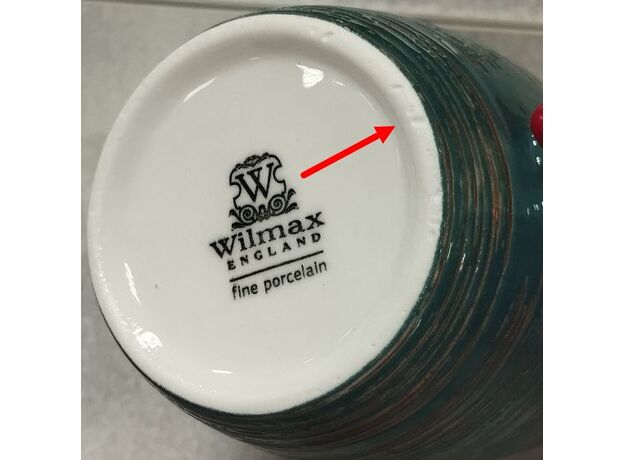 W
Wilmax
ENGLAND
fine porcelain